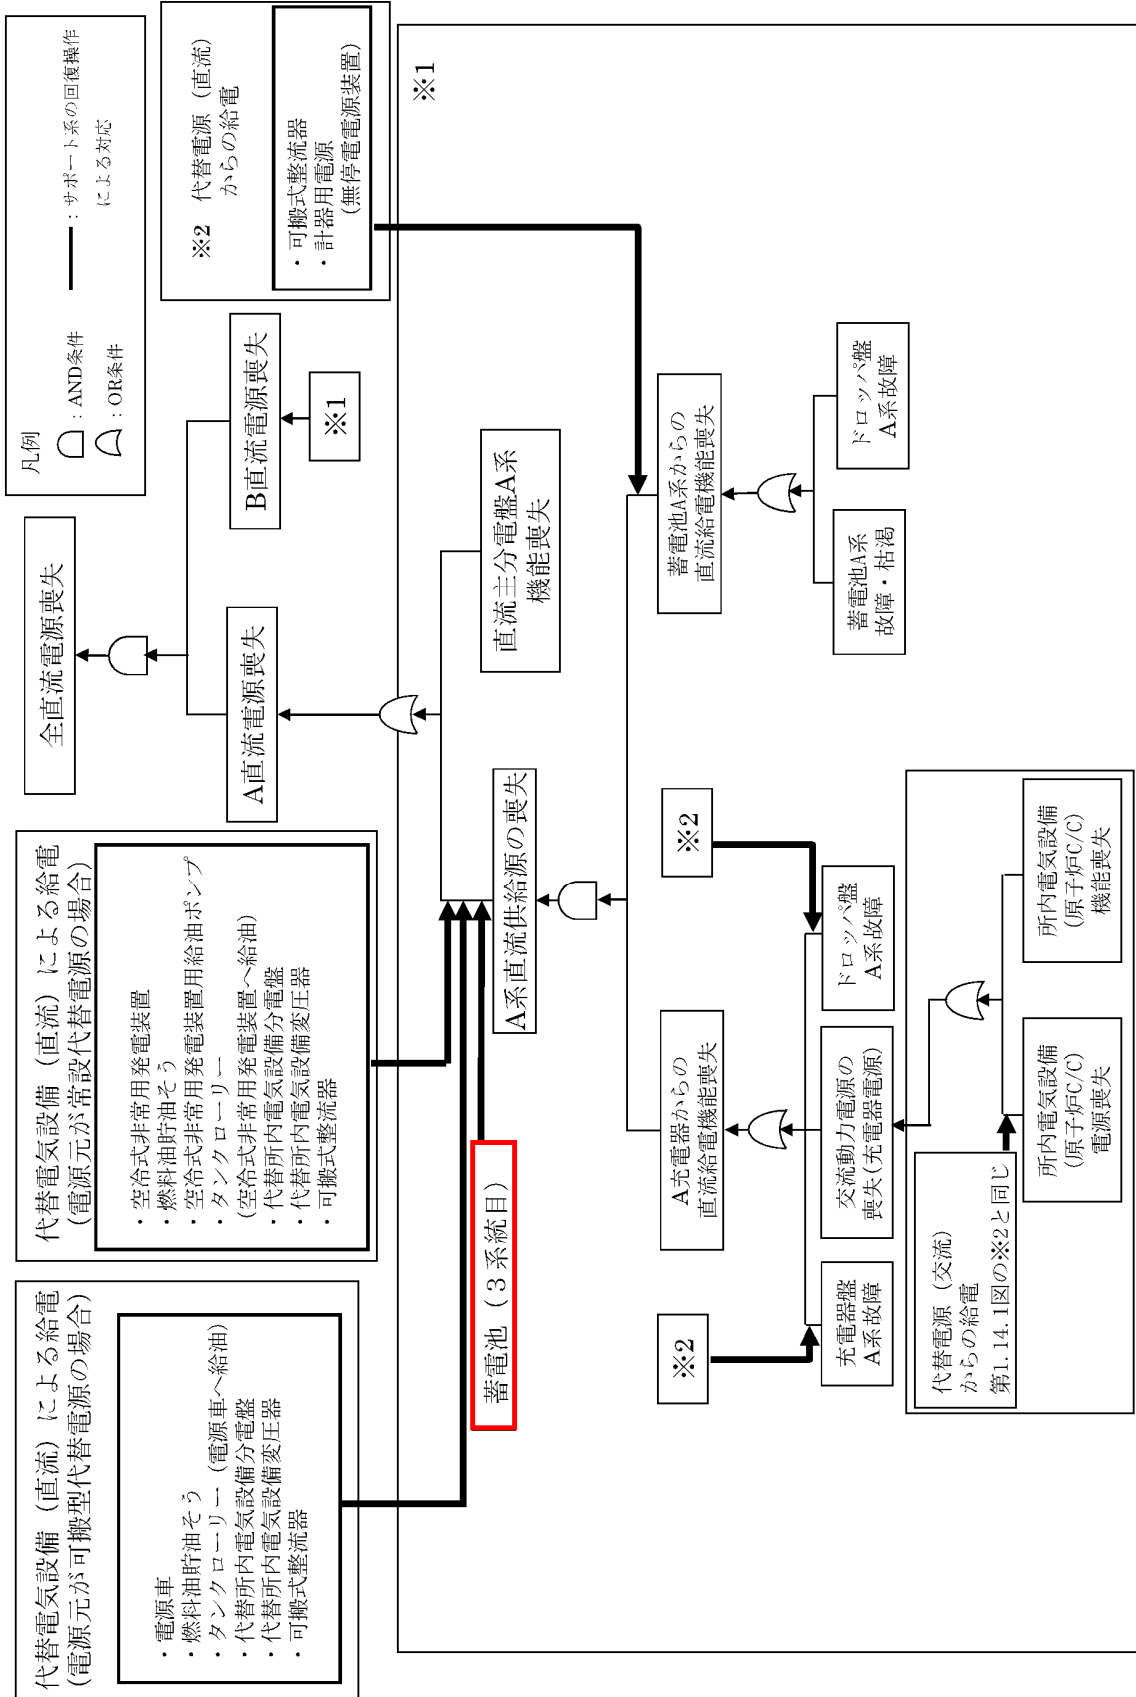 代替電気設備（直流）による給電
(電源元が可搬型代替電源の場合)
・電源車
・燃料油貯油そう
・タンクローリー（電源車へ給油)
・代替所内電気設備分電盤
・代替所内電気設備変圧器
・可搬式整流器
代替電気設備（直流）による給電
(電源元が常設代替電源の場合)
・空冷式非常用発電装置
・燃料油貯油そう
・空冷式非常用発電装置用給油ポンプ
・タンクローリー
(空冷式非常用発電装置へ給油)
・代替所内電気設備分電盤
・代替所内電気設備変圧器
・可搬式整流器
蓄電池（３系統目）
全直流電源喪失
A直流電源喪失
B直流電源喪失
※1
凡例
：AND条件
：OR条件
：サポート系の回復操作
による対応
※2　代替電源（直流）
からの給電
・可搬式整流器
・計器用電源
(無停電電源装置)
※1
A系直流供給源の喪失
直流主分電盤A系
機能喪失
A充電器からの
直流給電機能喪失
蓄電池A系からの
直流給電機能喪失
※2
※2
充電器盤
A系故障
交流動力電源の
喪失(充電器電源)
ドロッパ盤
A系故障
蓄電池A系
故障・枯渇
ドロッパ盤
A系故障
代替電源（交流）
からの給電
第1.14.1図の※2と同じ
所内電気設備
(原子炉C/C)
電源喪失
所内電気設備
(原子炉C/C)
機能喪失